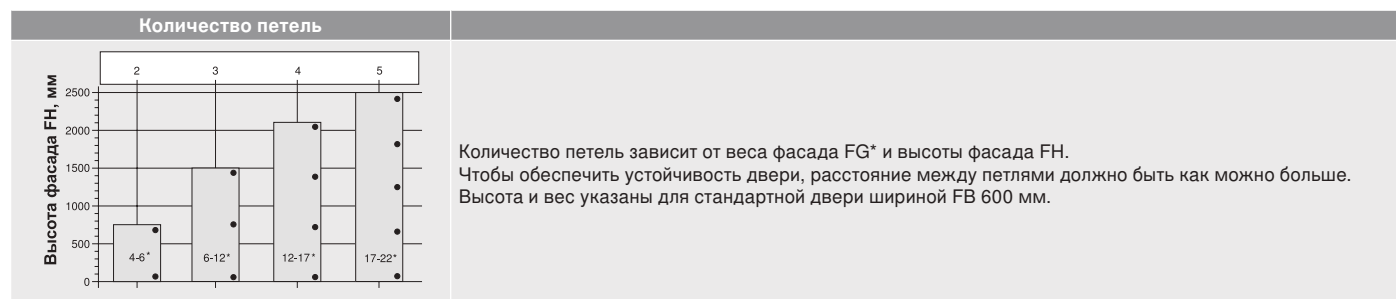 Количество петель
2 3 4 5
Высота фасада FH, мм
2500
2000
1500
1000
500
0
4-6* 6-12* 12-17* 17-22*
Количество петель зависит от веса фасада FG* и высоты фасада FH.
Чтобы обеспечить устойчивость двери, расстояние между петлями должно быть как можно больше.
Высота и вес указаны для стандартной двери шириной FB 600 мм.